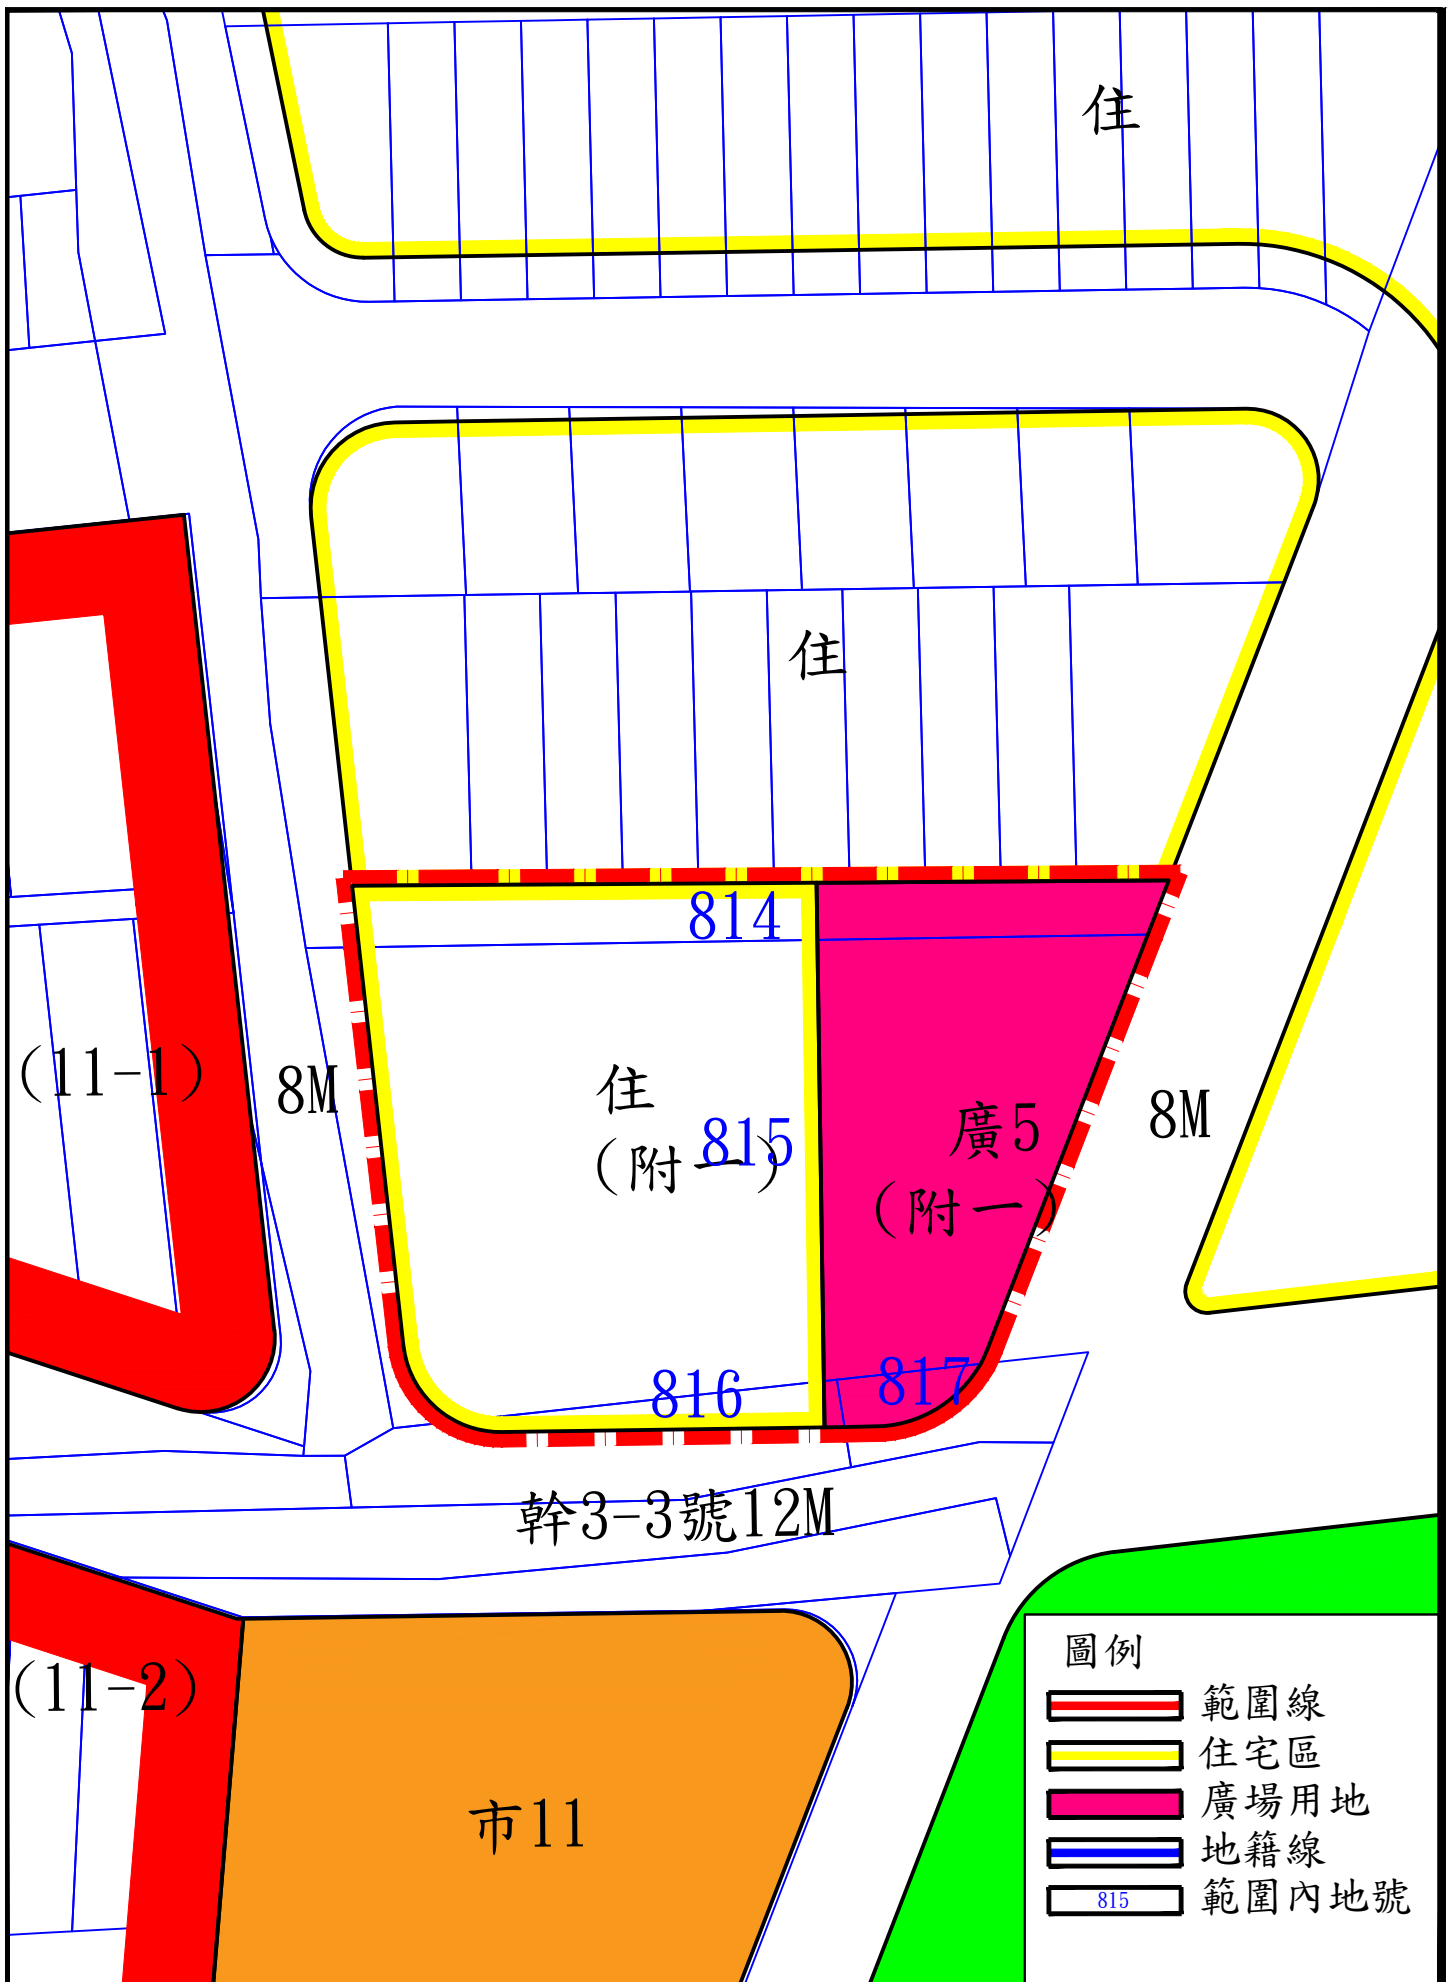 住
住
814
(11-1)
8M
住
(附一)
815
廣5
(附一)
8M
816
817
幹3-3號12M
(11-2)
市11
圖例
範圍線
住宅區
廣場用地
地籍線
815 範圍內地號